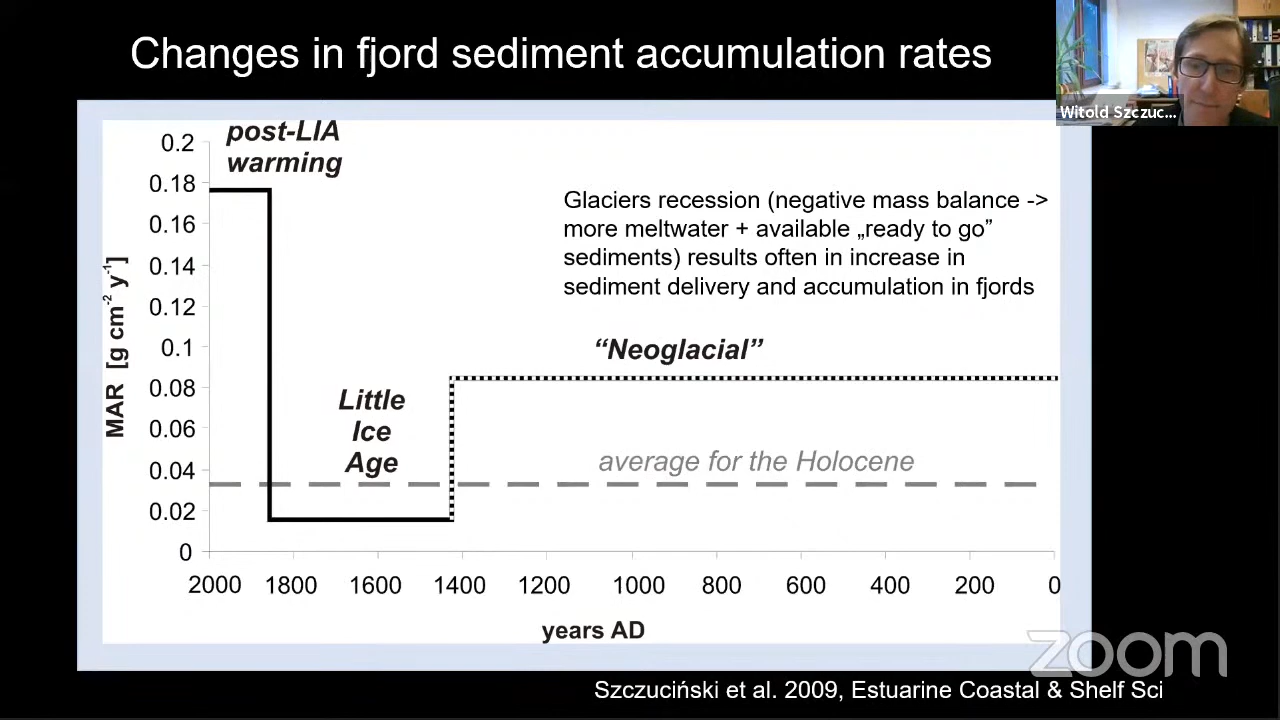 Changes in fjord sediment accumulation rates
Witold Szczuc...
post-LIA
warming
Glaciers recession (negative mass balance ->
more meltwater + available „ready to go”
sediments) results often in increase in
sediment delivery and accumulation in fjords
“Neoglacial”
Little
Ice
Age
average for the Holocene
MAR [g cm-2 y-1]
0.2
0.18
0.16
0.14
0.12
0.1
0.08
0.06
0.04
0.02
0
2000 1800 1600 1400 1200 1000 800 600 400 200 0
years AD
zoom
Szczuciński et al. 2009, Estuarine Coastal & Shelf Sci